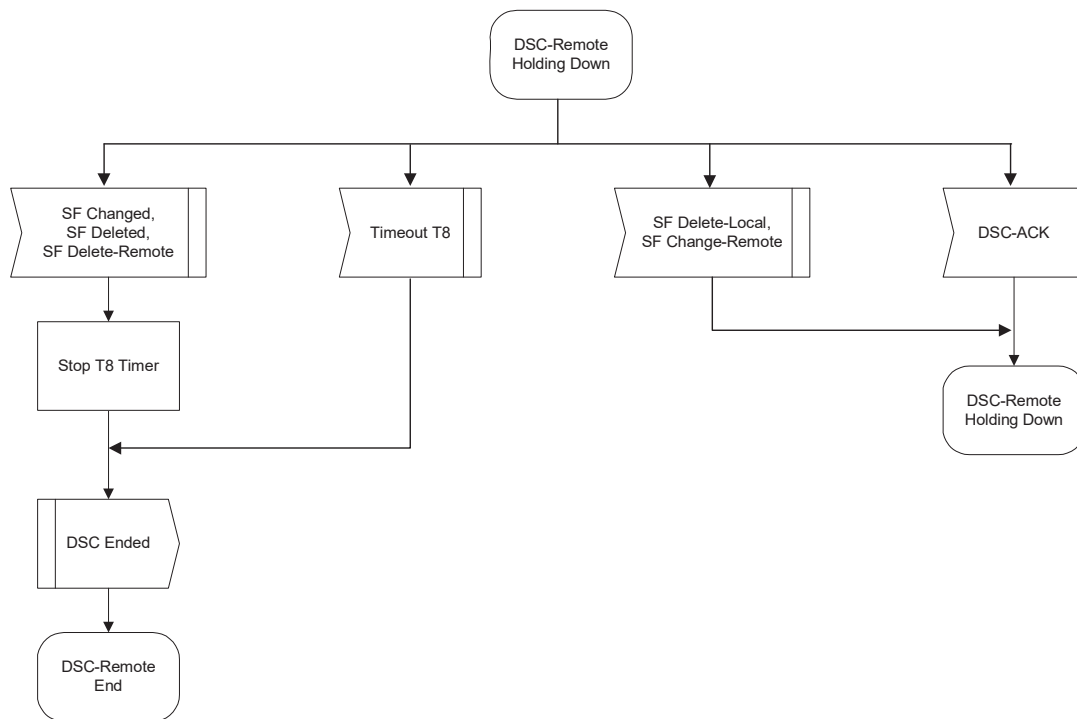 DSC-Remote
Holding Down
SF Changed,
SF Deleted,
SF Delete-Remote
Timeout T8
SF Delete-Local,
SF Change-Remote
DSC-ACK
Stop T8 Timer
DSC-Remote
Holding Down
DSC Ended
DSC-Remote
End